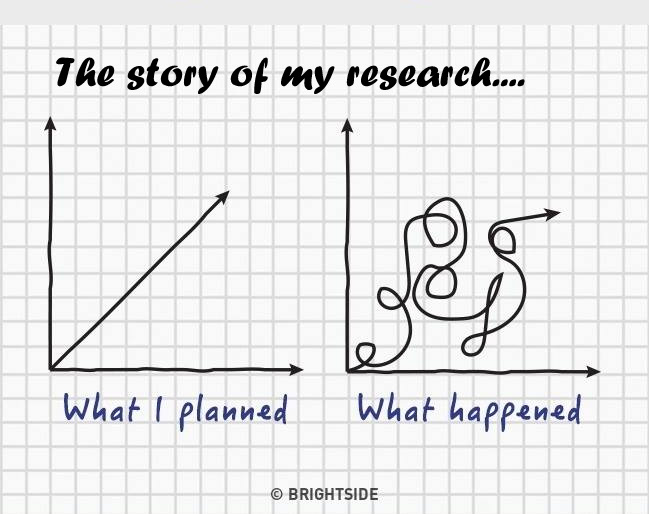 The story of my research....
What I planned
What happened
© BRIGHTSIDE